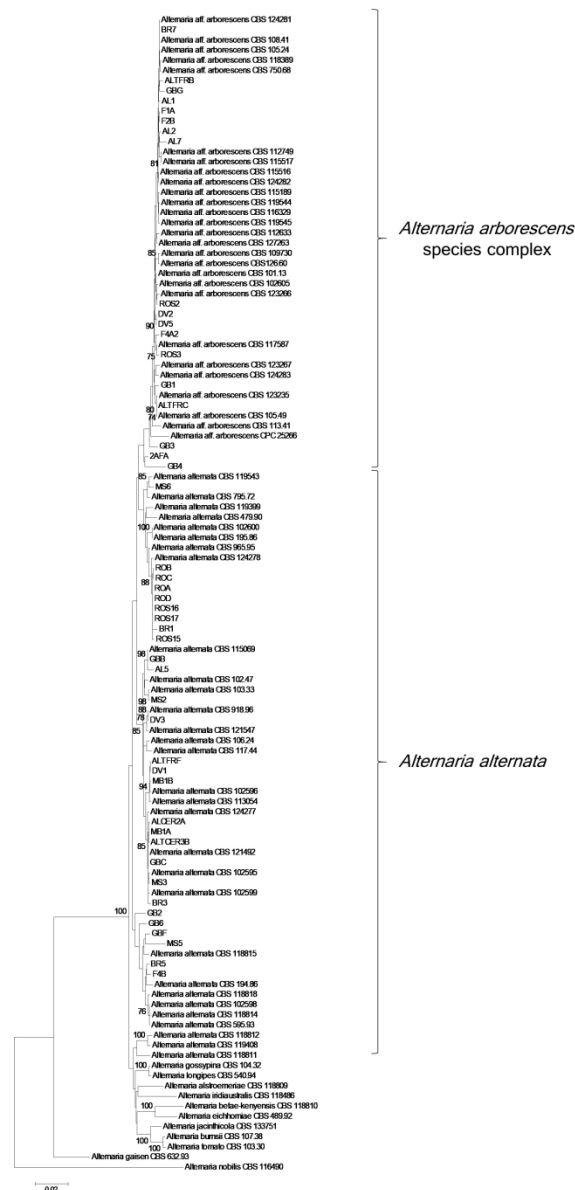 Alternaria aff. arborescens CBS 124281
BR7
Alternaria aff. arborescens CBS 108.41
Alternaria aff. arborescens CBS 105.24
Alternaria aff. arborescens CBS 118389
Alternaria aff. arborescens CBS 750.68
ALTFRB
GBG
AL1
F1A
F2B
AL2
AL7
Alternaria aff. arborescens CBS 112749
81
Alternaria aff. arborescens CBS 115517
Alternaria aff. arborescens CBS 115516
Alternaria aff. arborescens CBS 124282
Alternaria aff. arborescens CBS 115189
Alternaria aff. arborescens CBS 119544
Alternaria aff. arborescens CBS 116329
Alternaria aff. arborescens CBS 119545
Alternaria arborescens
species complex
Alternaria aff. arborescens CBS 112633
Alternaria aff. arborescens CBS 127263
85
Alternaria aff. arborescens CBS 109730
Alternaria aff. arborescens CBS126.60
Alternaria aff. arborescens CBS 101.13
Alternaria aff. arborescens CBS 102605
Alternaria aff. arborescens CBS 123266
ROS2
DV2
90
DV5
F4A2
Alternaria aff. arborescens CBS 117587
75
ROS3
Alternaria aff. arborescens CBS 123267
Alternaria aff. arborescens CBS 124283
GB1
Alternaria aff. arborescens CBS 123235
80
ALTFRC
74
Alternaria aff. arborescens CBS 105.49
Alternaria aff. arborescens CBS 113.41
Alternaria aff. arborescens CPC 25266
GB3
2AFA
GB4
85
Alternaria alternata CBS 119543
MS6
Alternaria alternata CBS 795.72
Alternaria alternata CBS 119399
Alternaria alternata CBS 479.90
100
Alternaria alternata CBS 102600
Alternaria alternata CBS 195.86
Alternaria alternata CBS 965.95
Alternaria alternata CBS 124278
ROB
88
ROC
ROA
ROD
ROS16
ROS17
BR1
ROS15
98
Alternaria alternata CBS 115069
GBB
AL5
Alternaria alternata CBS 102.47
Alternaria alternata CBS 103.33
98
MS2
88
Alternaria alternata CBS 918.96
78
DV3
85
Alternaria alternata CBS 121547
Alternaria alternata CBS 106.24
Alternaria alternata CBS 117.44
ALTFRF
Alternaria alternata
DV1
94
MB1B
Alternaria alternata CBS 102596
Alternaria alternata CBS 113054
Alternaria alternata CBS 124277
ALCER2A
MB1A
85
ALTCER3B
Alternaria alternata CBS 121492
GBC
Alternaria alternata CBS 102595
MS3
Alternaria alternata CBS 102599
BR3
100
GB2
GB6
GBF
MS5
Alternaria alternata CBS 118815
BR5
F4B
Alternaria alternata CBS 194.86
Alternaria alternata CBS 118818
Alternaria alternata CBS 102598
76
Alternaria alternata CBS 118814
Alternaria alternata CBS 595.93
100
Alternaria alternata CBS 118812
Alternaria alternata CBS 119408
Alternaria alternata CBS 118811
100
Alternaria gossypina CBS 104.32
Alternaria longipes CBS 540.94
Alternaria alstroemeriae CBS 118809
Alternaria iridiaustralis CBS 118486
100
Alternaria betae-kenyensis CBS 118810
Alternaria eichhorniae CBS 489.92
Alternaria jacinthicola CBS 133751
100
Alternaria burnsii CBS 107.38
100
Alternaria tomato CBS 103.30
Alternaria gaisen CBS 632.93
Alternaria nobilis CBS 116490
0.02